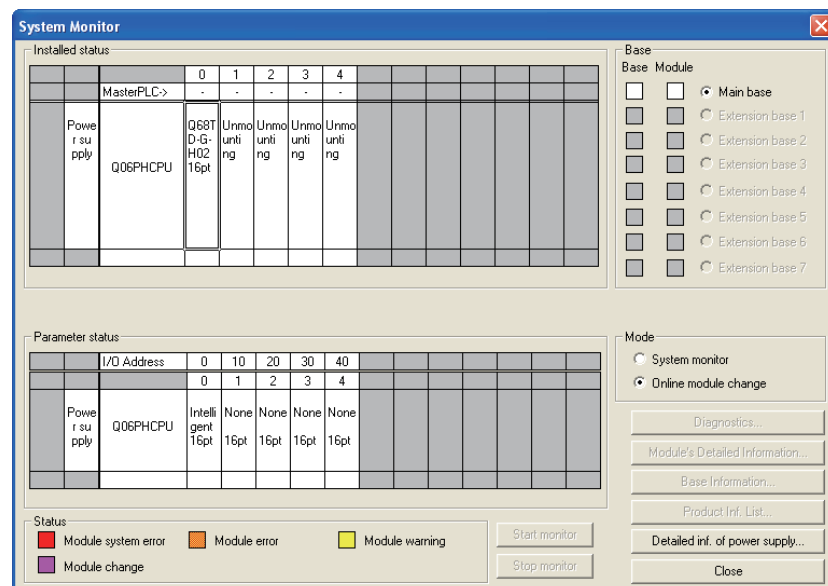 System Monitor
Installed status
0 1 2 3 4
MasterPLC-> - - - - -
Powe Q68T Unmo Unmo Unmo Unmo
r su D-G- unti unti unti unti
pply Q06PHCPU H02 ng ng ng ng
16pt
Base
Base Module
Main base
Extension base 1
Extension base 2
Extension base 3
Extension base 4
Extension base 5
Extension base 6
Extension base 7
Parameter status
I/O Address 0 10 20 30 40
0 1 2 3 4
Powe Intelli None None None None
r su Q06PHCPU gent
pply 16pt 16pt 16pt 16pt 16pt
Mode
System monitor
Online module change
Diagnostics...
Module's Detailed Information...
Base Information...
Product Inf. List...
Detailed inf. of power supply...
Close
Status
Module system error Module error Module warning
Module change
Start monitor
Stop monitor